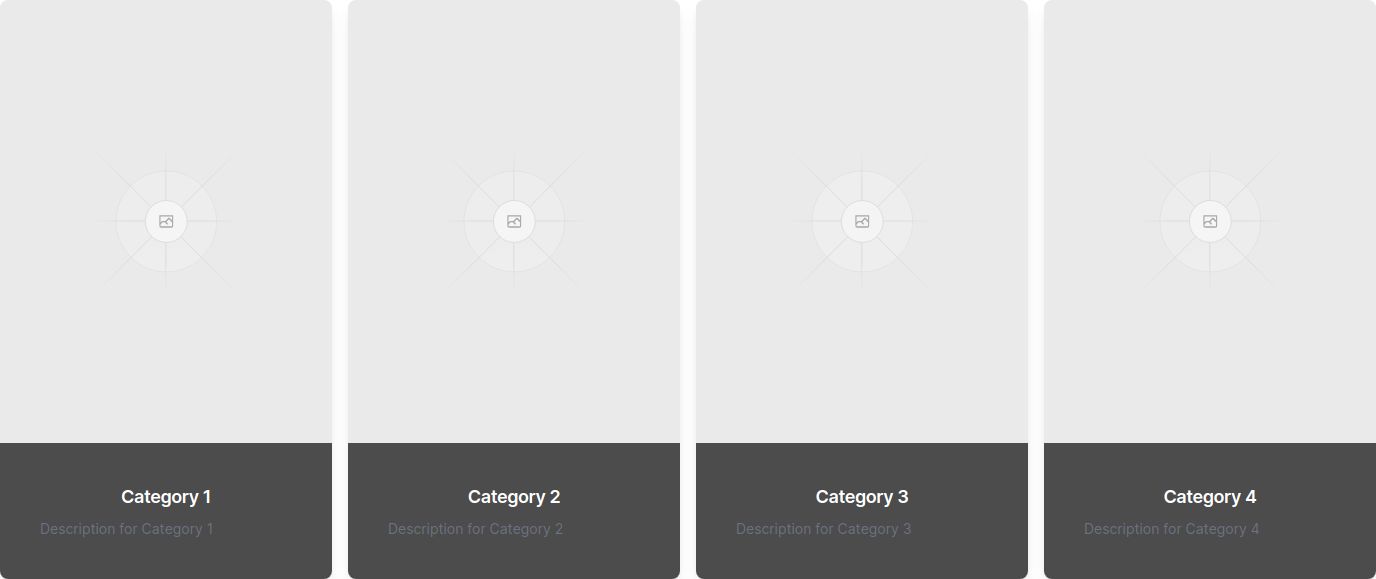 Category 1
Description for Category 1
Category 2
Description for Category 2
Category 3
Description for Category 3
Category 4
Description for Category 4